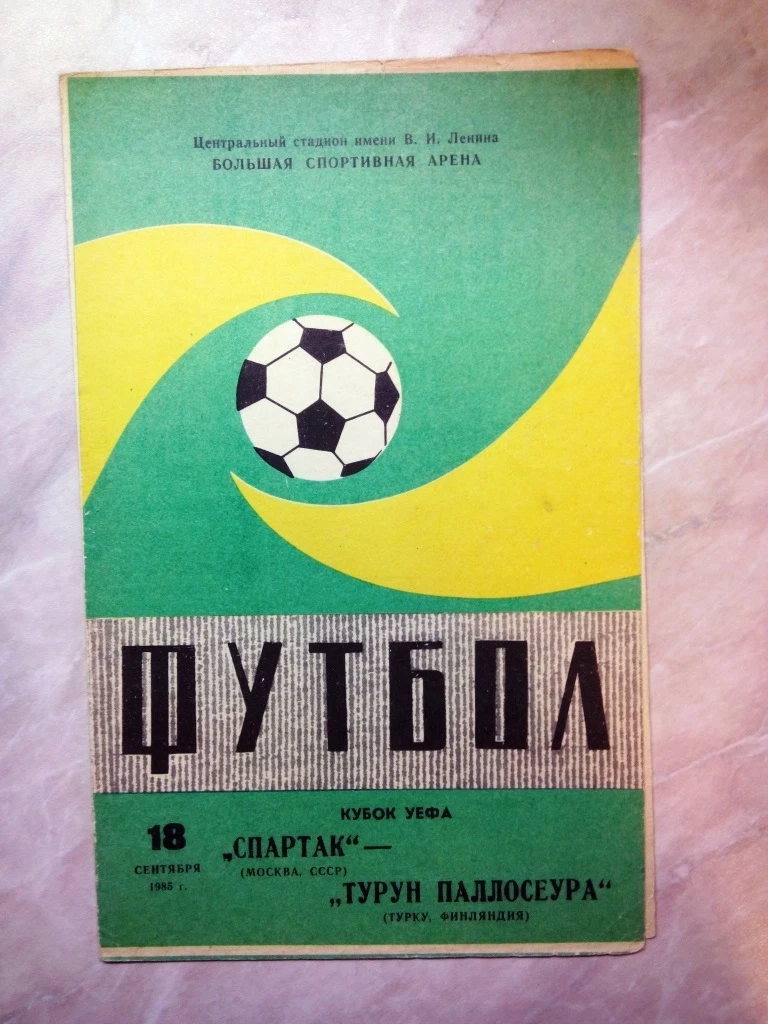 Центральный стадион имени В. И. Ленина
БОЛЬШАЯ СПОРТИВНАЯ АРЕНА
ФУТБОЛ
КУБОК УЕФА
18
СЕНТЯБРЯ
1985 г.
„СПАРТАК“ —
(МОСКВА, СССР)
„ТУРУН ПАЛЛОСЕУРА“
(ТУРКУ, ФИНЛЯНДИЯ)